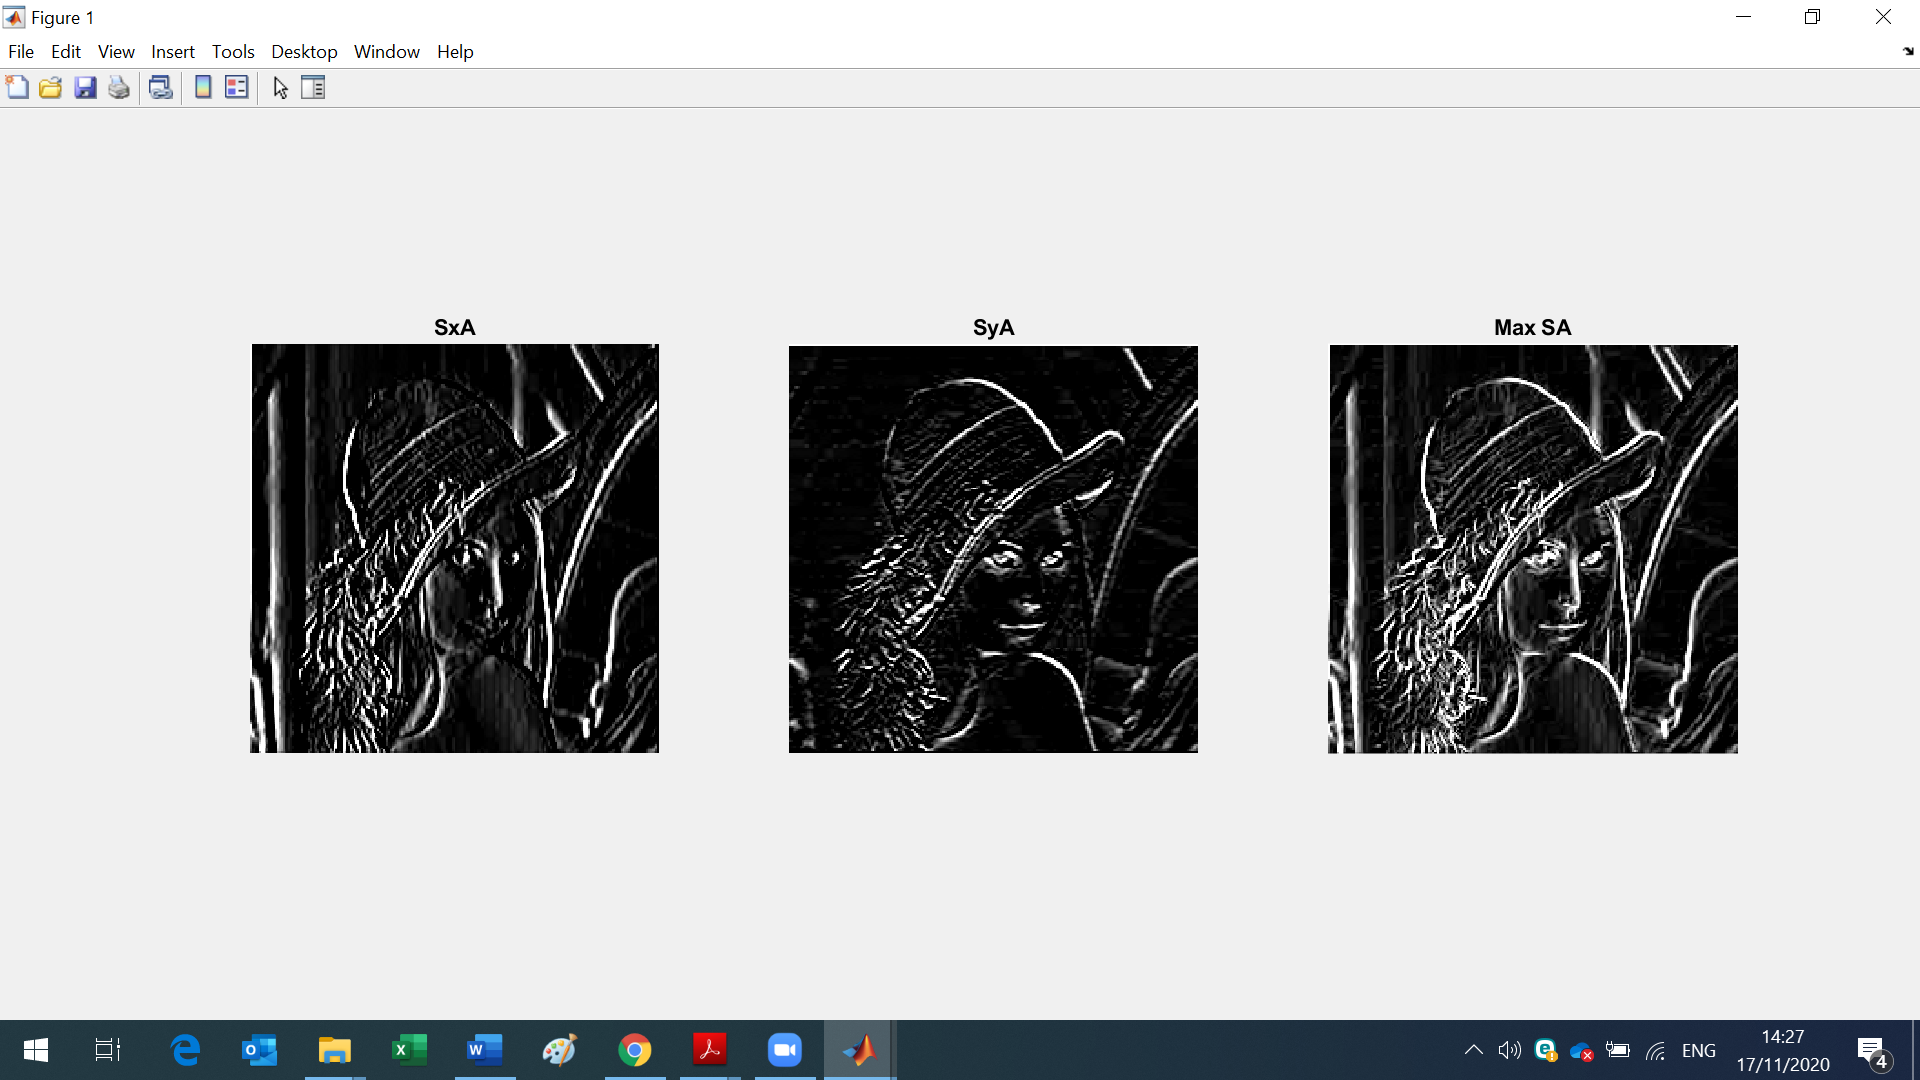 Figure 1
File Edit View Insert Tools Desktop Window Help
SxA
SyA
Max SA
ENG
14:27
17/11/2020
4